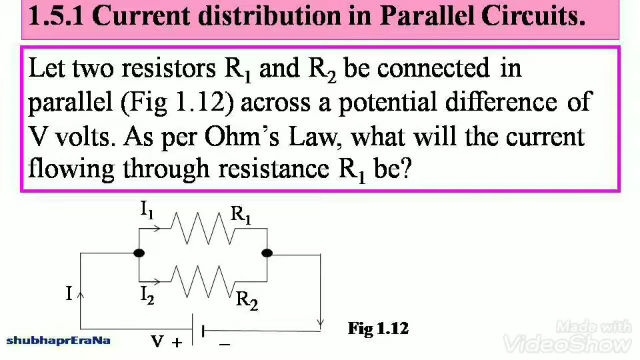 1.5.1 Current distribution in Parallel Circuits.
Let two resistors R₁ and R₂ be connected in
parallel (Fig 1.12) across a potential difference of
V volts. As per Ohm's Law, what will the current
flowing through resistance R₁ be?
I₁ R₁
I I₂ R₂
Fig 1.12
V + –
shubhaprEraNa
Made with
VideoShow